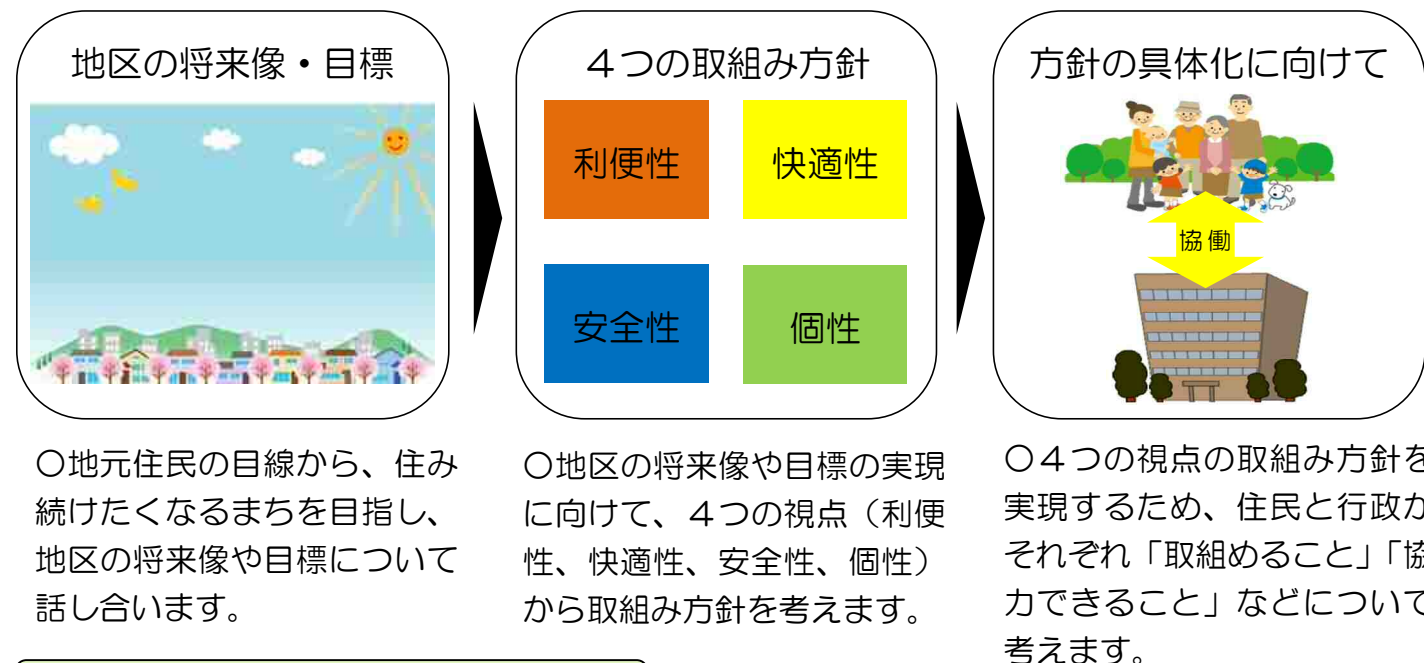 地区の将来像・目標
４つの取組み方針
利便性
快適性
安全性
個性
方針の具体化に向けて
協働
〇地元住民の目線から、住み
続けたくなるまちを目指し、
地区の将来像や目標について
話し合います。
〇地区の将来像や目標の実現
に向けて、４つの視点（利便
性、快適性、安全性、個性）
から取組み方針を考えます。
〇４つの視点の取組み方針を
実現するため、住民と行政が
それぞれ「取組めること」「協
力できること」などについて
考えます。